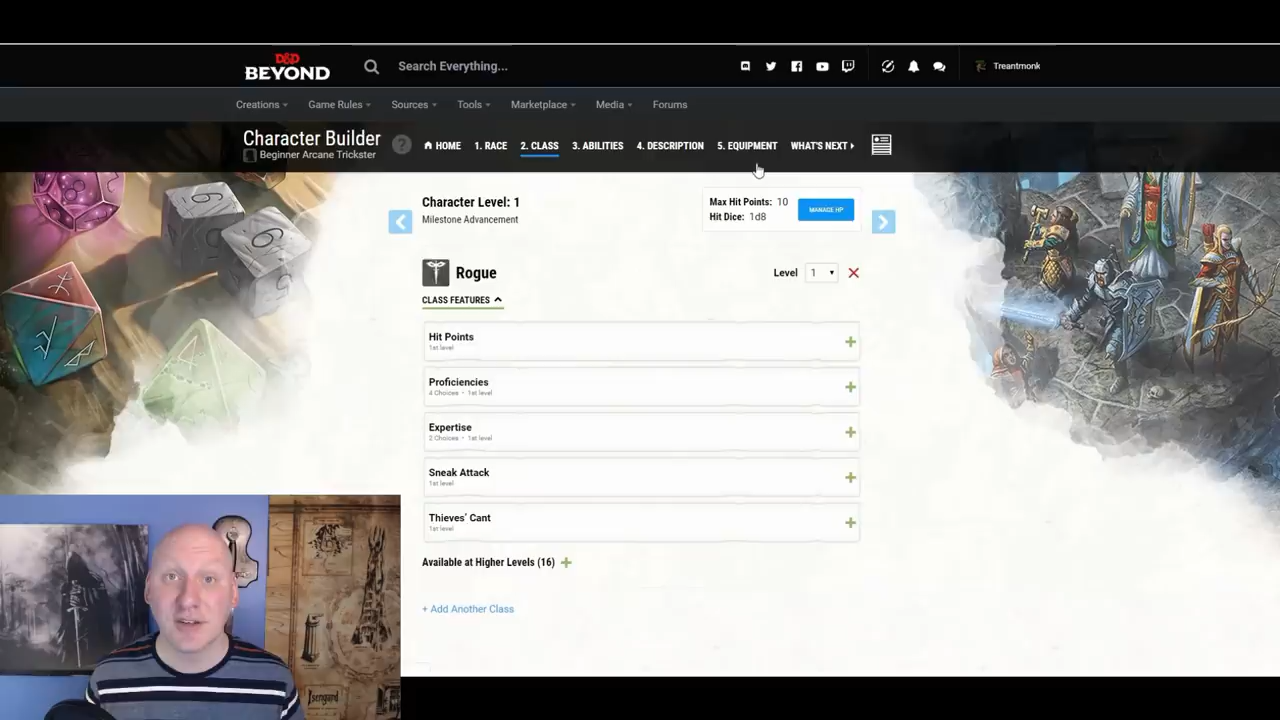 D&D
BEYOND
Search Everything...
Treantmonk
Creations
Game Rules
Sources
Tools
Marketplace
Media
Forums
Character Builder
Beginner Arcane Trickster
?
HOME
1. RACE
2. CLASS
3. ABILITIES
4. DESCRIPTION
5. EQUIPMENT
WHAT'S NEXT
Character Level: 1
Milestone Advancement
Max Hit Points: 10
Hit Dice: 1d8
MANAGE HP
Rogue
Level 1
CLASS FEATURES
Hit Points
1st level
Proficiencies
4 Choices • 1st level
Expertise
2 Choices • 1st level
Sneak Attack
1st level
Thieves' Cant
1st level
Available at Higher Levels (16)
+ Add Another Class
Isengard